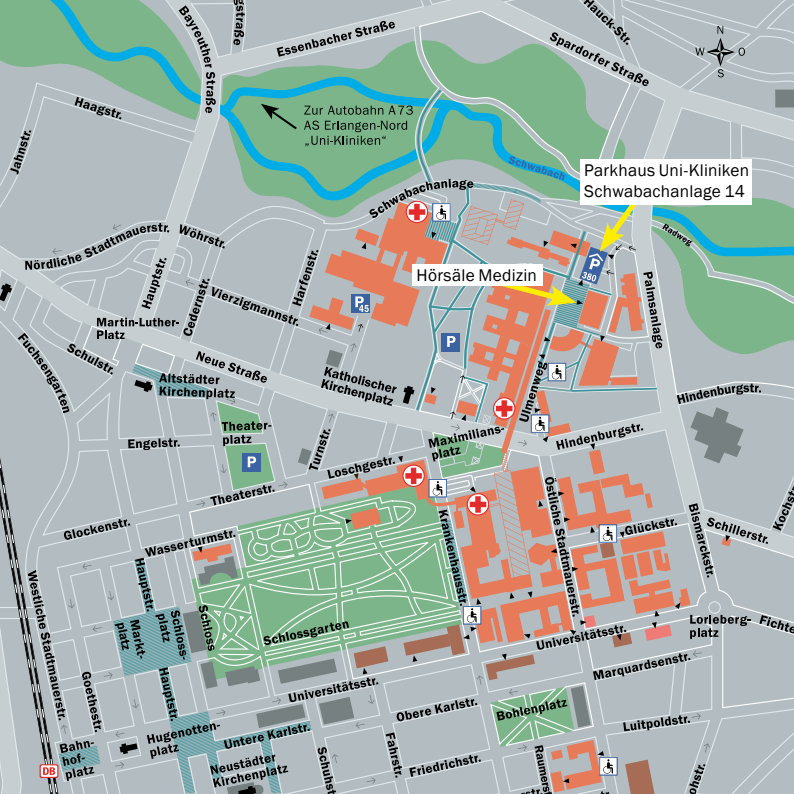 Bayreuther Straße
gstraße
Essenbacher Straße
Hauck-Str.
Spardorfer Straße
N
W
O
S
Haagstr.
Jahnstr.
Zur Autobahn A73
AS Erlangen-Nord
„Uni-Kliniken“
Schwabach
Parkhaus Uni-Kliniken
Schwabachanlage 14
Schwabachanlage
Radweg
Nördliche Stadtmauerstr.
Wöhrstr.
Hauptstr.
Cedernstr.
Harfenstr.
Vierzigmannstr.
Hörsäle Medizin
P
380
P
45
P
Palmsanlage
Martin-Luther-
Platz
Fuchsengarten
Schulstr.
Neue Straße
Altstädter
Kirchenplatz
Katholischer
Kirchenplatz
Ulmenweg
Hindenburgstr.
Hindenburgstr.
Theater-
platz
P
Engelstr.
Turnstr.
Maximilians-
platz
Loschgestr.
Theaterstr.
Glockenstr.
Wasserturmstr.
Krankenhausstr.
Östliche Stadtmauerstr.
Glückstr.
Bismarckstr.
Schillerstr.
Kochstr.
Westliche Stadtmauerstr.
Hauptstr.
Markt-
platz
Schloss-
platz
Schloss
Schlossgarten
Universitätsstr.
Lorleberg-
platz
Fichte
Goethestr.
Hauptstr.
Universitätsstr.
Marquardsenstr.
Obere Karlstr.
Bohlenplatz
Luitpoldstr.
Hugenotten-
platz
Untere Karlstr.
Bahn-
hof-
platz
DB
Neustädter
Kirchenplatz
Schuhst
Fahrstr.
Friedrichstr.
Raumers
str.
ohstr.